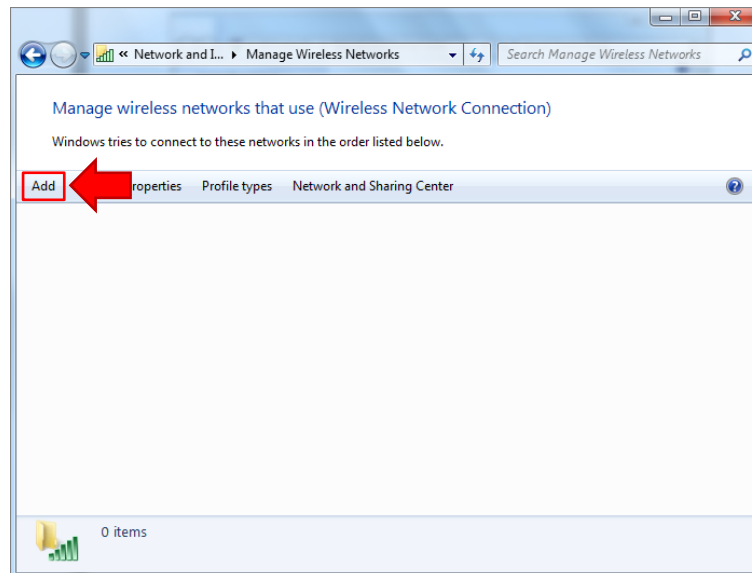 « Network and I... ▸ Manage Wireless Networks Search Manage Wireless Networks
Manage wireless networks that use (Wireless Network Connection)
Windows tries to connect to these networks in the order listed below.
Add roperties Profile types Network and Sharing Center
0 items